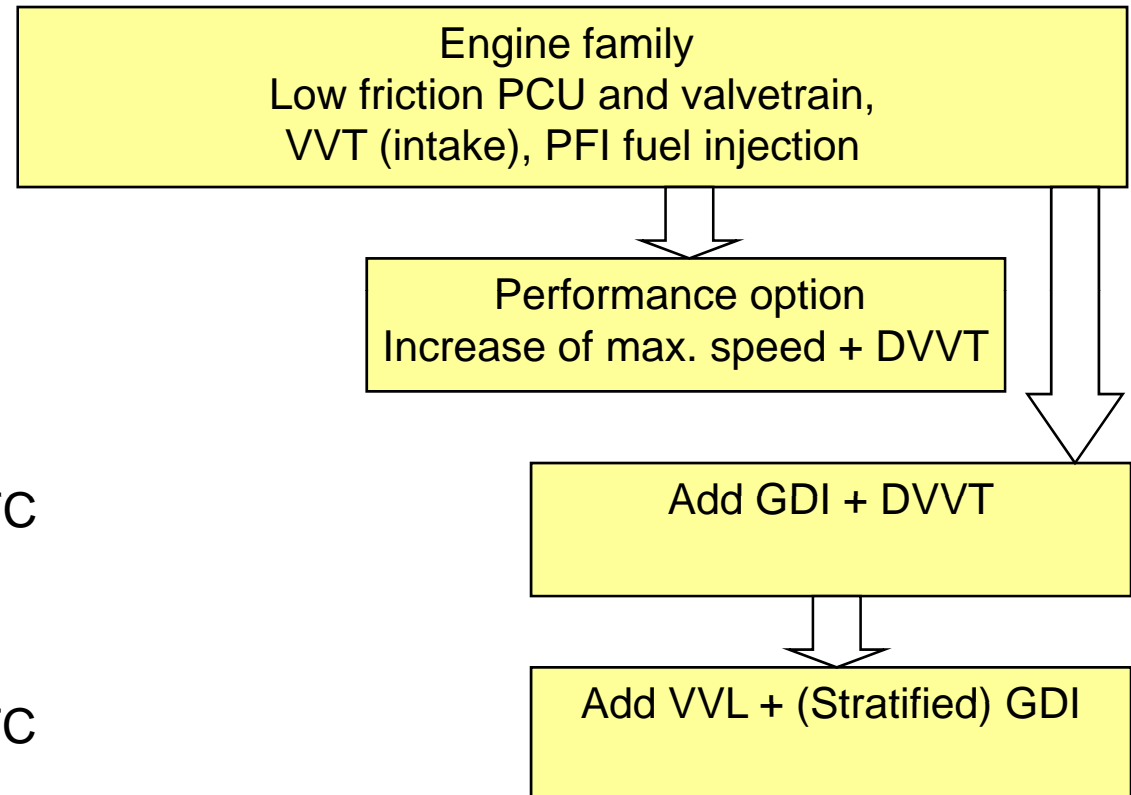 Engine family
Low friction PCU and valvetrain,
VVT (intake), PFI fuel injection
Performance option
Increase of max. speed + DVVT
Add GDI + DVVT
Add VVL + (Stratified) GDI